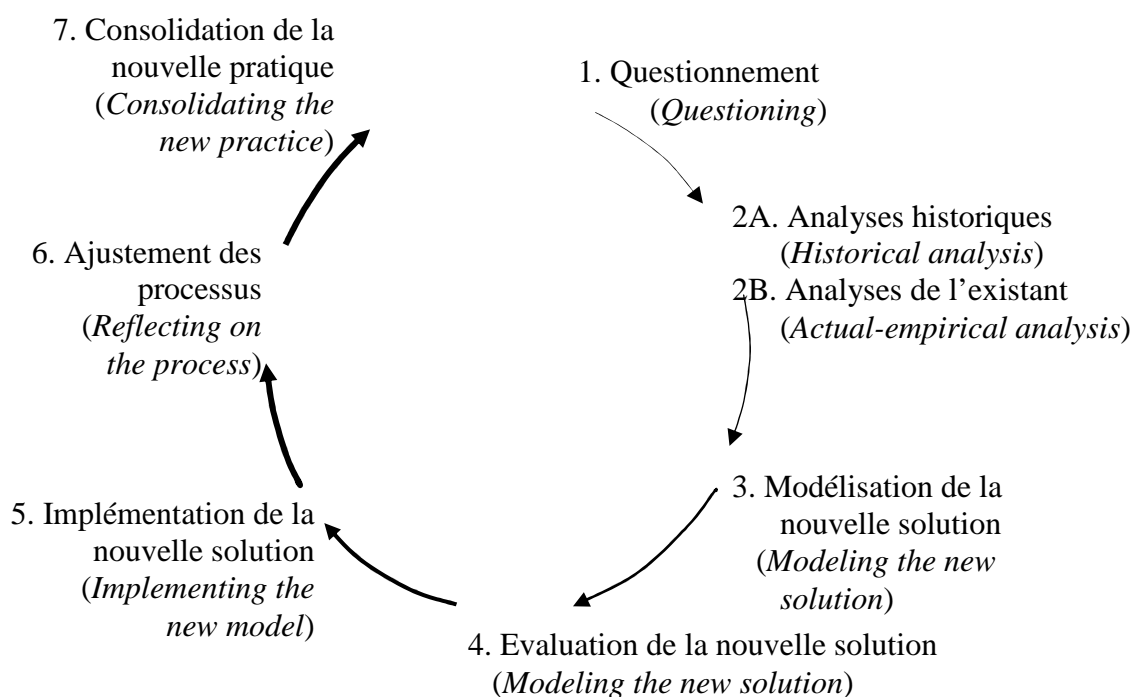 1. Questionnement
(Questioning)
2A. Analyses historiques
(Historical analysis)
2B. Analyses de l’existant
(Actual-empirical analysis)
3. Modélisation de la
nouvelle solution
(Modeling the new
solution)
4. Evaluation de la nouvelle solution
(Modeling the new solution)
5. Implémentation de la
nouvelle solution
(Implementing the
new model)
6. Ajustement des
processus
(Reflecting on
the process)
7. Consolidation de la
nouvelle pratique
(Consolidating the
new practice)